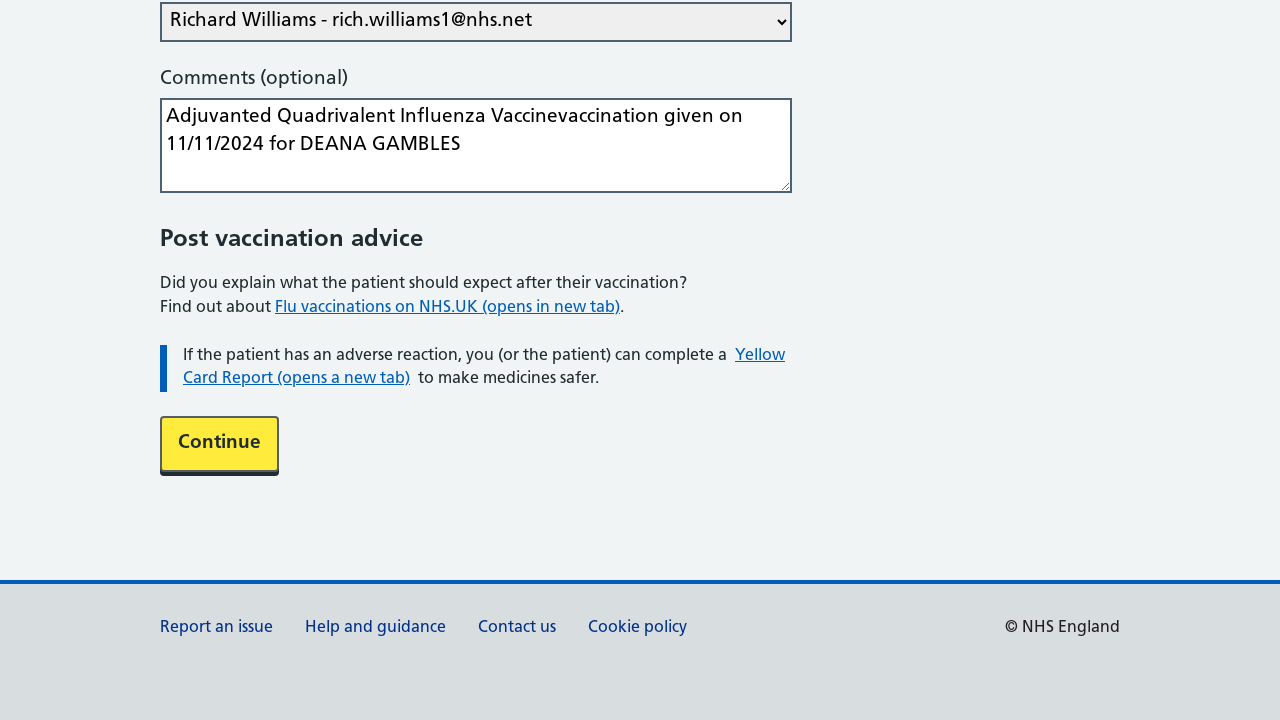 Richard Williams - rich.williams1@nhs.net
Comments (optional)
Adjuvanted Quadrivalent Influenza Vaccinevaccination given on
11/11/2024 for DEANA GAMBLES
Post vaccination advice
Did you explain what the patient should expect after their vaccination?
Find out about Flu vaccinations on NHS.UK (opens in new tab).
If the patient has an adverse reaction, you (or the patient) can complete a Yellow
Card Report (opens a new tab) to make medicines safer.
Continue
Report an issue Help and guidance Contact us Cookie policy © NHS England